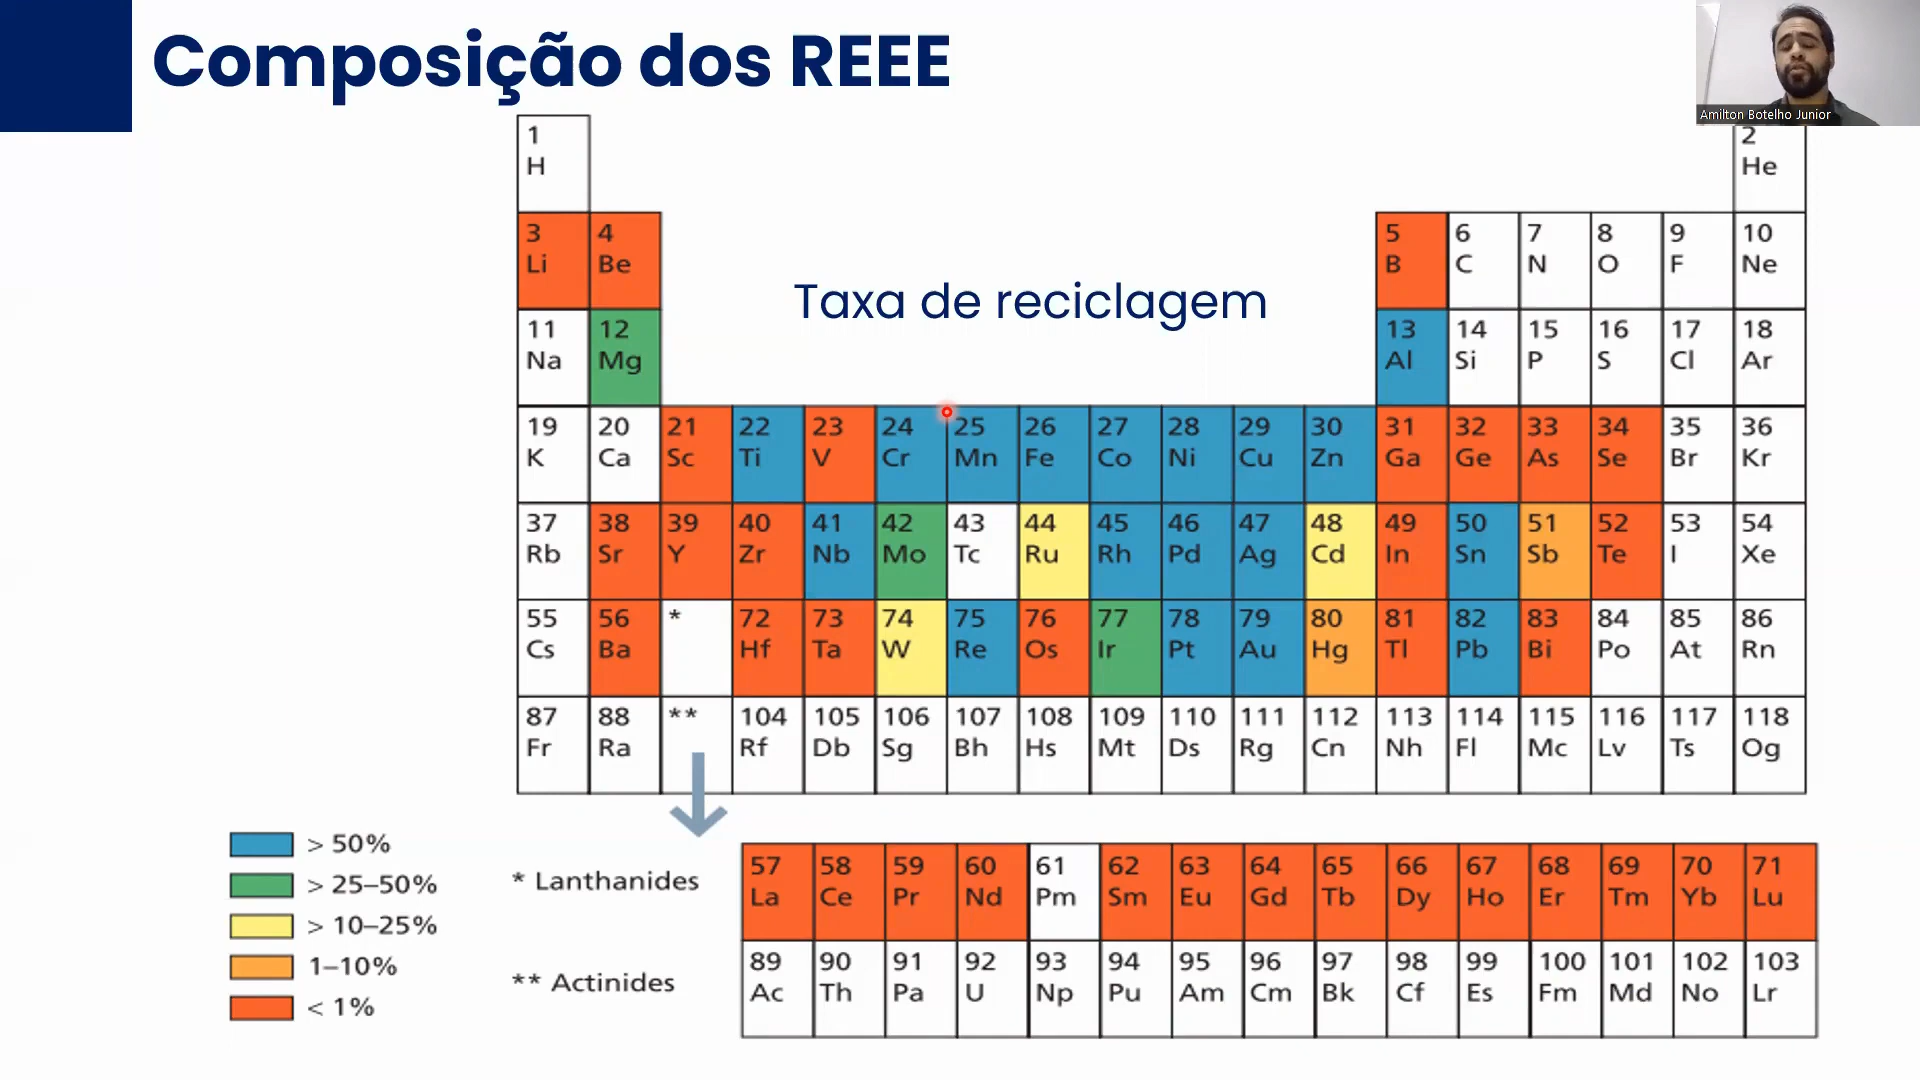 Composição dos REEE
Amilton Botelho Junior
1 2
H He
3 4 5 6 7 8 9 10
Li Be B C N O F Ne
Taxa de reciclagem
11 12 13 14 15 16 17 18
Na Mg Al Si P S Cl Ar
19 20 21 22 23 24 25 26 27 28 29 30 31 32 33 34 35 36
K Ca Sc Ti V Cr Mn Fe Co Ni Cu Zn Ga Ge As Se Br Kr
37 38 39 40 41 42 43 44 45 46 47 48 49 50 51 52 53 54
Rb Sr Y Zr Nb Mo Tc Ru Rh Pd Ag Cd In Sn Sb Te I Xe
55 56 * 72 73 74 75 76 77 78 79 80 81 82 83 84 85 86
Cs Ba Hf Ta W Re Os Ir Pt Au Hg Tl Pb Bi Po At Rn
87 88 ** 104 105 106 107 108 109 110 111 112 113 114 115 116 117 118
Fr Ra Rf Db Sg Bh Hs Mt Ds Rg Cn Nh Fl Mc Lv Ts Og
> 50%
> 25–50%
> 10–25%
1–10%
< 1%
* Lanthanides
57 58 59 60 61 62 63 64 65 66 67 68 69 70 71
La Ce Pr Nd Pm Sm Eu Gd Tb Dy Ho Er Tm Yb Lu
** Actinides
89 90 91 92 93 94 95 96 97 98 99 100 101 102 103
Ac Th Pa U Np Pu Am Cm Bk Cf Es Fm Md No Lr